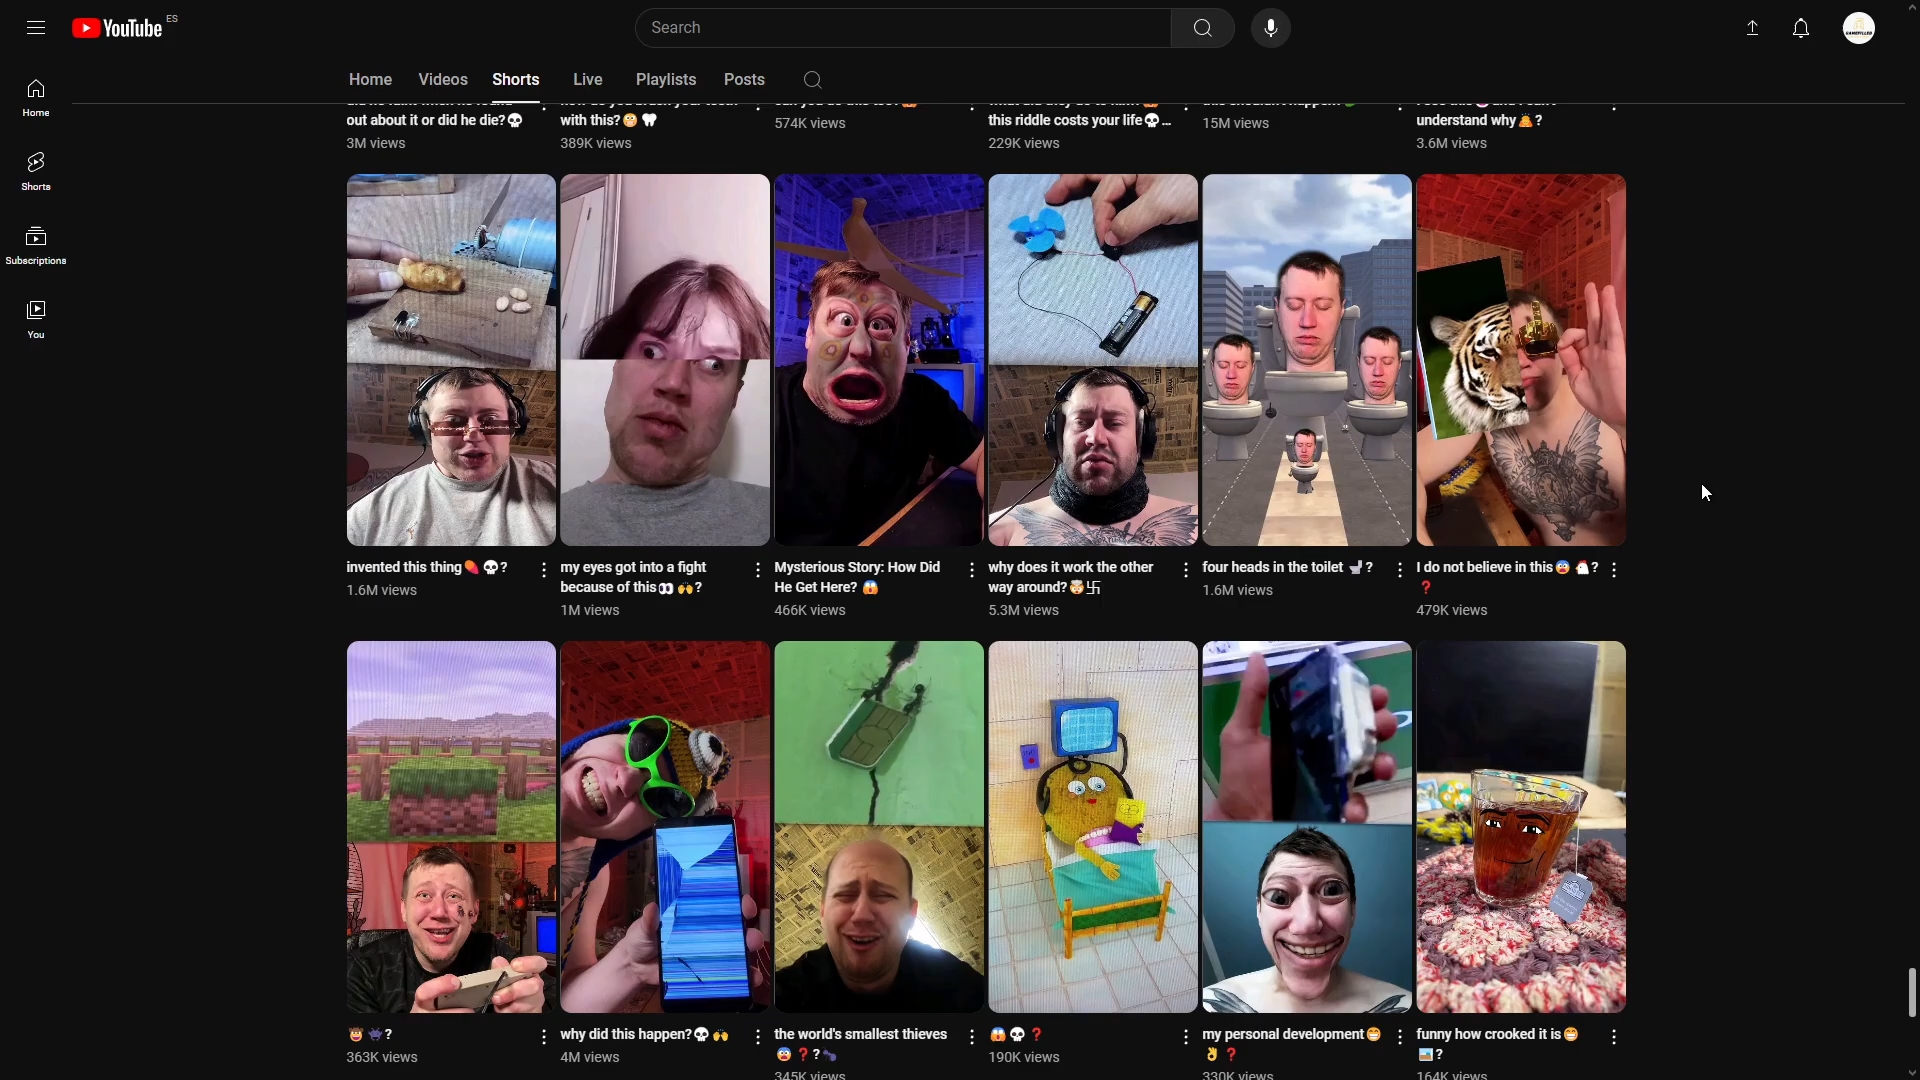 YouTube ES
Search
Home Videos Shorts Live Playlists Posts
Home
Shorts
Subscriptions
You
out about it or did he die?💀
3M views
with this?😳 🦷
389K views
574K views
this riddle costs your life💀...
229K views
15M views
understand why🙇?
3.6M views
invented this thing💊💀?
1.6M views
my eyes got into a fight
because of this👀 🙌?
1M views
Mysterious Story: How Did
He Get Here? 😱
466K views
why does it work the other
way around?🤯卐
5.3M views
four heads in the toilet 🚽?
1.6M views
I do not believe in this😨 🐔?
❓
479K views
🤠 👾?
363K views
why did this happen?💀 🙌
4M views
the world's smallest thieves
😨 ❓?🐜
345K views
😱💀 ❓
190K views
my personal development😁
👌 ❓
330K views
funny how crooked it is😁
🖼️?
164K views